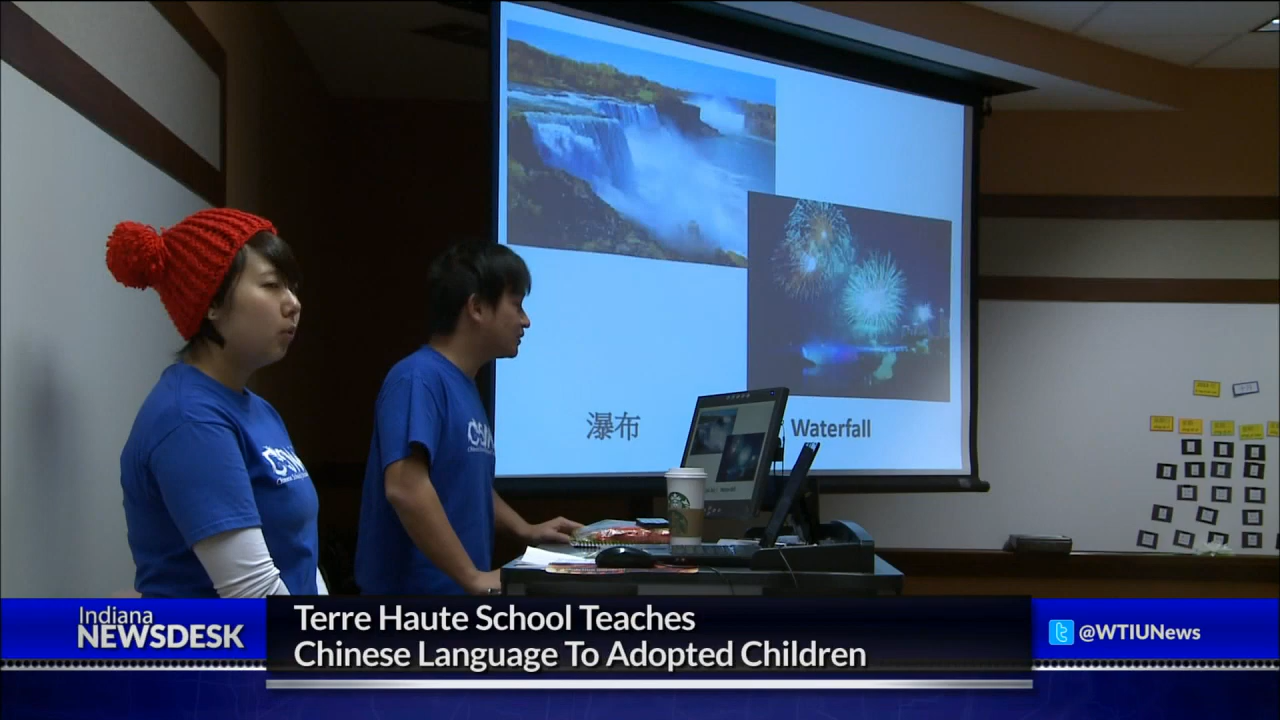 瀑布
Waterfall
Indiana
NEWSDESK
Terre Haute School Teaches
Chinese Language To Adopted Children
@WTIUNews